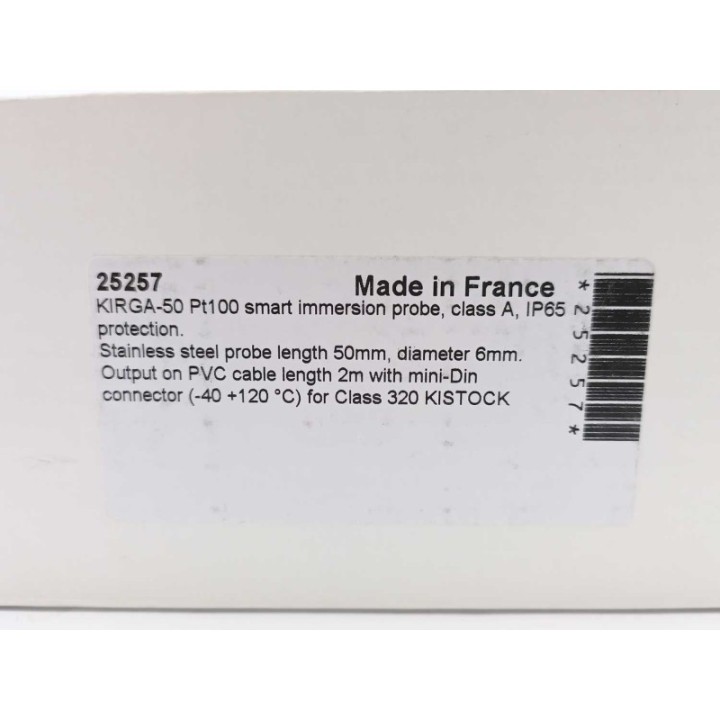 25257
Made in France
KIRGA-50 Pt100 smart immersion probe, class A, IP65
protection.
Stainless steel probe length 50mm, diameter 6mm.
Output on PVC cable length 2m with mini-Din
connector (-40 +120 °C) for Class 320 KISTOCK
*25257*